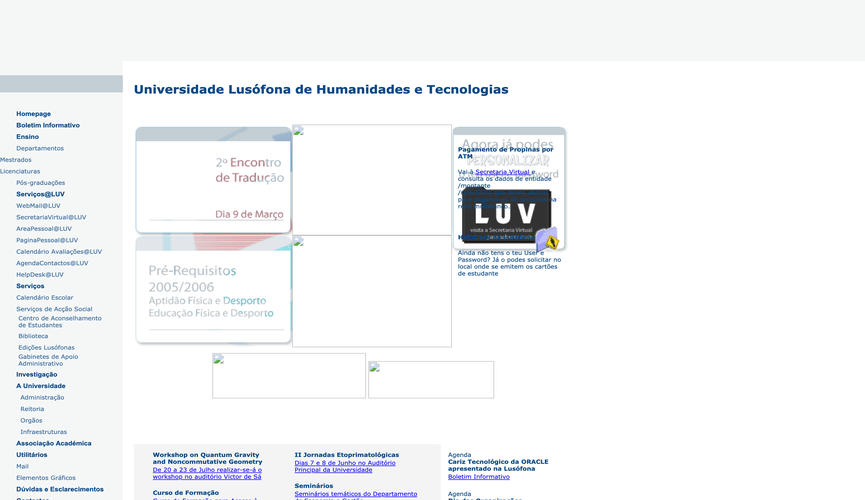 Universidade Lusófona de Humanidades e Tecnologias
Homepage
Boletim Informativo
Ensino
Departamentos
Mestrados
Licenciaturas
Pós-graduações
Serviços@LUV
WebMail@LUV
SecretariaVirtual@LUV
AreaPessoal@LUV
PaginaPessoal@LUV
Calendário Avaliações@LUV
AgendaContactos@LUV
HelpDesk@LUV
Serviços
Calendário Escolar
Serviços de Acção Social
Centro de Aconselhamento
de Estudantes
Biblioteca
Edições Lusófonas
Gabinetes de Apoio
Administrativo
Investigação
A Universidade
Administração
Reitoria
Orgãos
Infraestruturas
Associação Académica
Utilitários
Mail
Elementos Gráficos
Dúvidas e Esclarecimentos
2º Encontro
de Tradução
Dia 9 de Março
Pré-Requisitos
2005/2006
Aptidão Física e Desporto
Educação Física e Desporto
Agora já podes
PERSONALIZAR
Pagamento de Propinas por
ATM
Vai à Secretaria Virtual e
consulta os dados de entidade
/montante
LUV
visita a Secretaria Virtual
Ainda não tens o teu User e
Password? Já o podes solicitar no
local onde se emitem os cartões
de estudante
Workshop on Quantum Gravity
and Noncommutative Geometry
De 20 a 23 de Julho realizar-se-á o
workshop no auditório Victor de Sá
Curso de Formação
II Jornadas Etoprimatológicas
Dias 7 e 8 de Junho no Auditório
Principal da Universidade
Seminários
Seminários temáticos do Departamento
Agenda
Cariz Tecnológico da ORACLE
apresentado na Lusófona
Boletim Informativo
Agenda